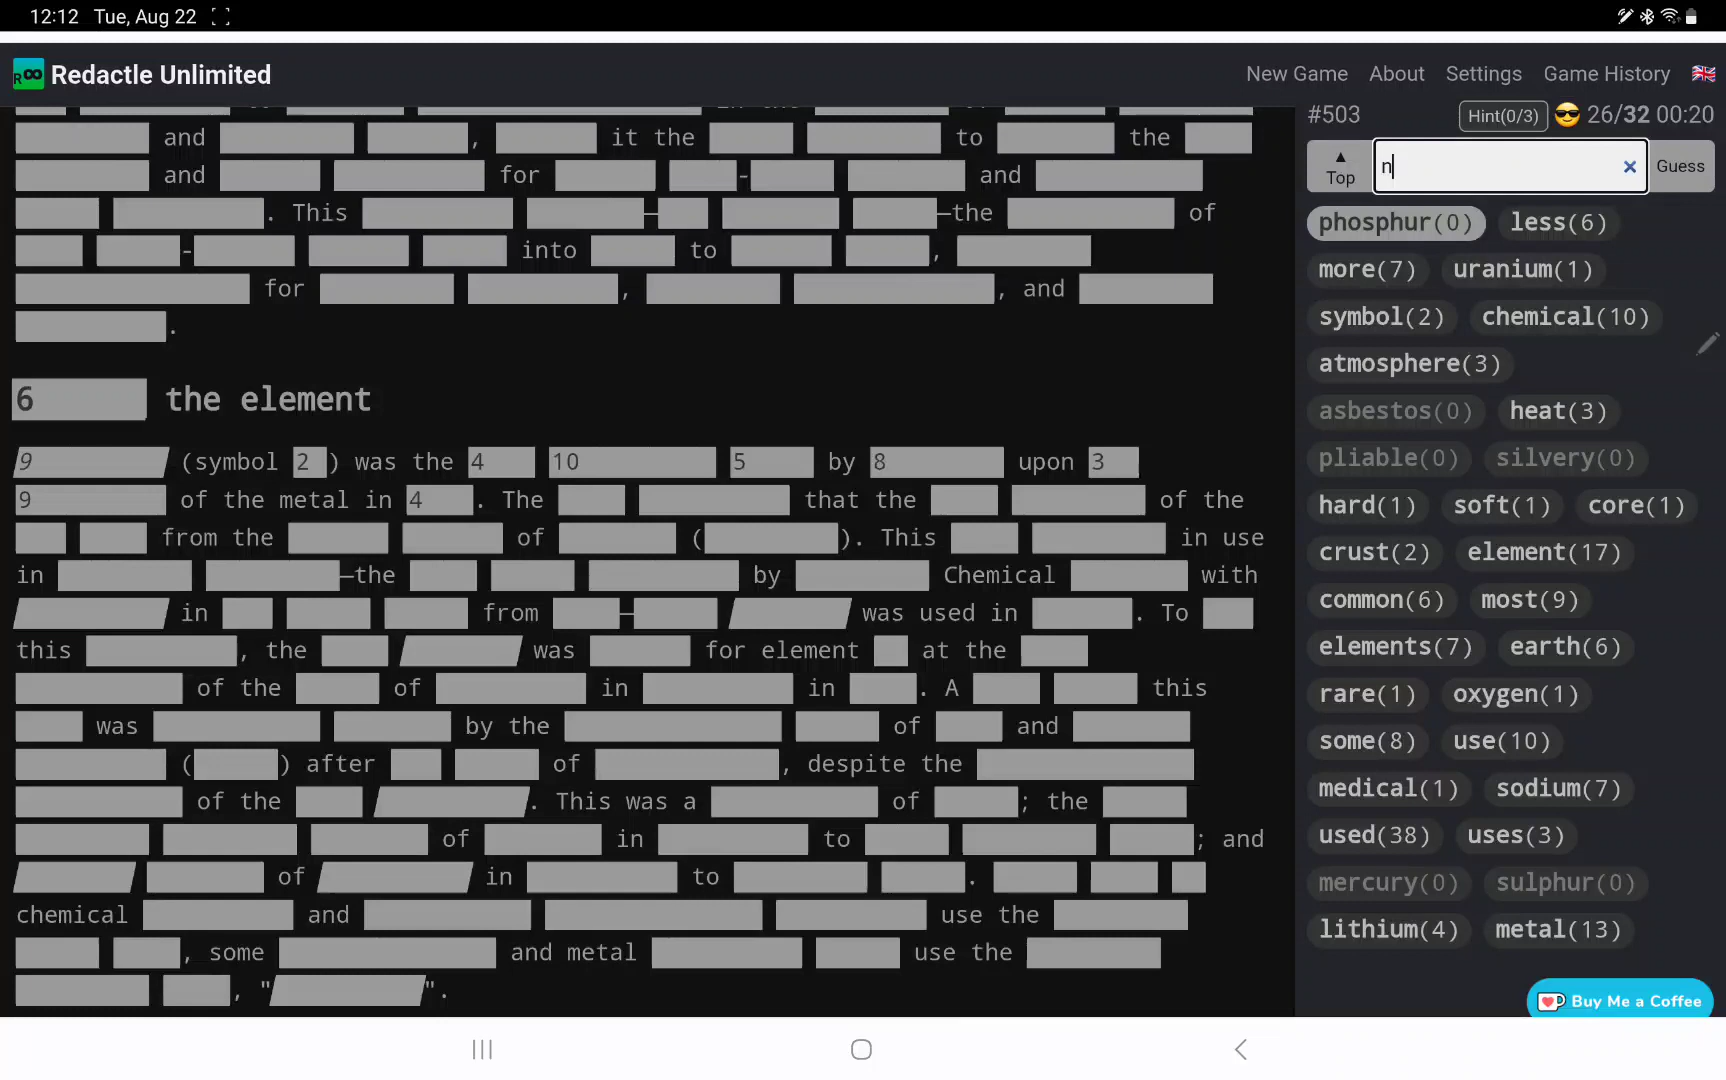 12:12 Tue, Aug 22
Redactle Unlimited
New Game About Settings Game History
#503 Hint(0/3) 26/32 00:20
▲ Top n × Guess
and , it the to the
and for - and
. This — —the of
- into to ,
for , , and
.
6 the element
9 (symbol 2 ) was the 4 10 5 by 8 upon 3
9 of the metal in 4 . The that the of the
from the of ( ). This in use
in —the by Chemical with
in from — was used in . To
this , the was for element at the
of the of in in . A this
was by the of and
( ) after of , despite the
of the . This was a of ; the
of in to ; and
of in to .
chemical and use the
, some and metal use the
, " ".
phosphur(0) less(6)
more(7) uranium(1)
symbol(2) chemical(10)
atmosphere(3)
asbestos(0) heat(3)
pliable(0) silvery(0)
hard(1) soft(1) core(1)
crust(2) element(17)
common(6) most(9)
elements(7) earth(6)
rare(1) oxygen(1)
some(8) use(10)
medical(1) sodium(7)
used(38) uses(3)
mercury(0) sulphur(0)
lithium(4) metal(13)
Buy Me a Coffee